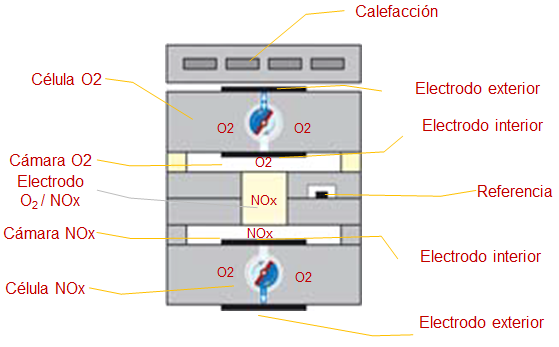 Calefacción
Célula O2
Electrodo exterior
O2
O2
Electrodo interior
Cámara O2
O2
Electrodo
O2 / NOx
NOx
Referencia
Cámara NOx
NOx
Electrodo interior
O2
O2
Célula NOx
Electrodo exterior